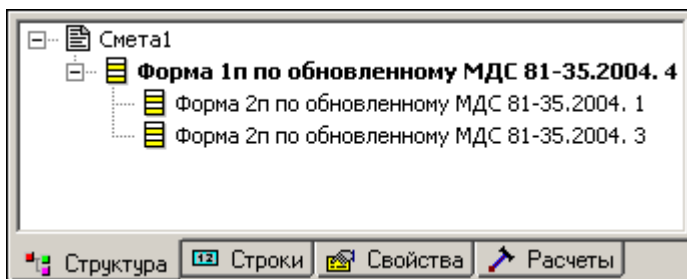 Смета1
Форма 1п по обновленному МДС 81-35.2004. 4
Форма 2п по обновленному МДС 81-35.2004. 1
Форма 2п по обновленному МДС 81-35.2004. 3
Структура 12 Строки Свойства Расчеты